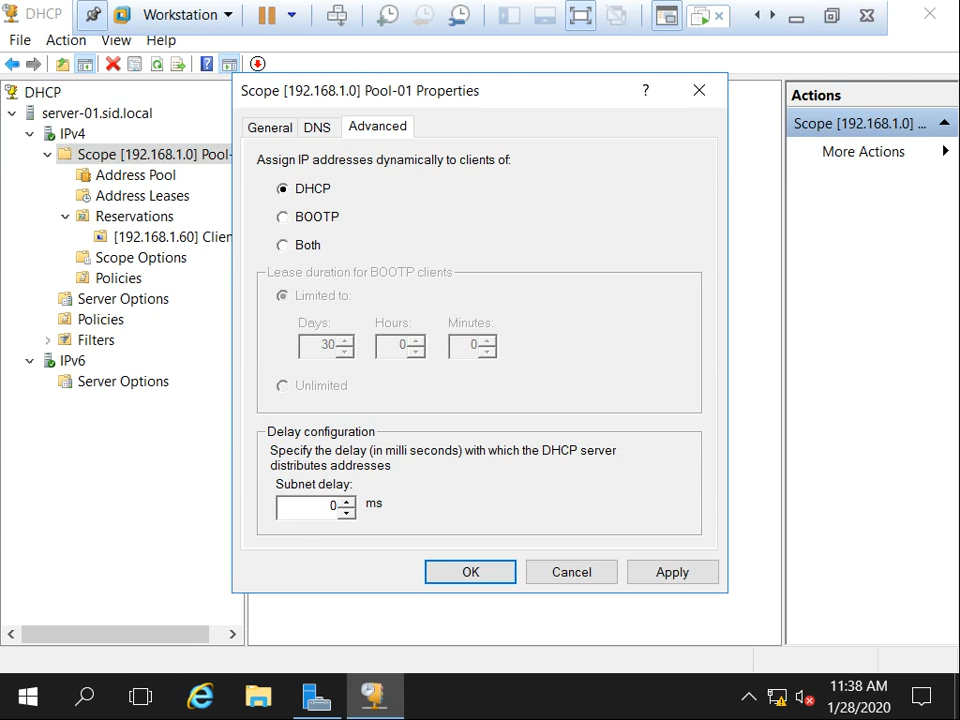 DHCP
Workstation
File Action View Help
DHCP
server-01.sid.local
IPv4
Scope [192.168.1.0] Pool-
Address Pool
Address Leases
Reservations
[192.168.1.60] Clien
Scope Options
Policies
Server Options
Policies
Filters
IPv6
Server Options
Scope [192.168.1.0] Pool-01 Properties
?
General DNS Advanced
Assign IP addresses dynamically to clients of:
DHCP
BOOTP
Both
Lease duration for BOOTP clients
Limited to:
Days: Hours: Minutes:
30 0 0
Unlimited
Delay configuration
Specify the delay (in milli seconds) with which the DHCP server
distributes addresses
Subnet delay:
0 ms
OK Cancel Apply
Actions
Scope [192.168.1.0] ...
More Actions
11:38 AM
1/28/2020